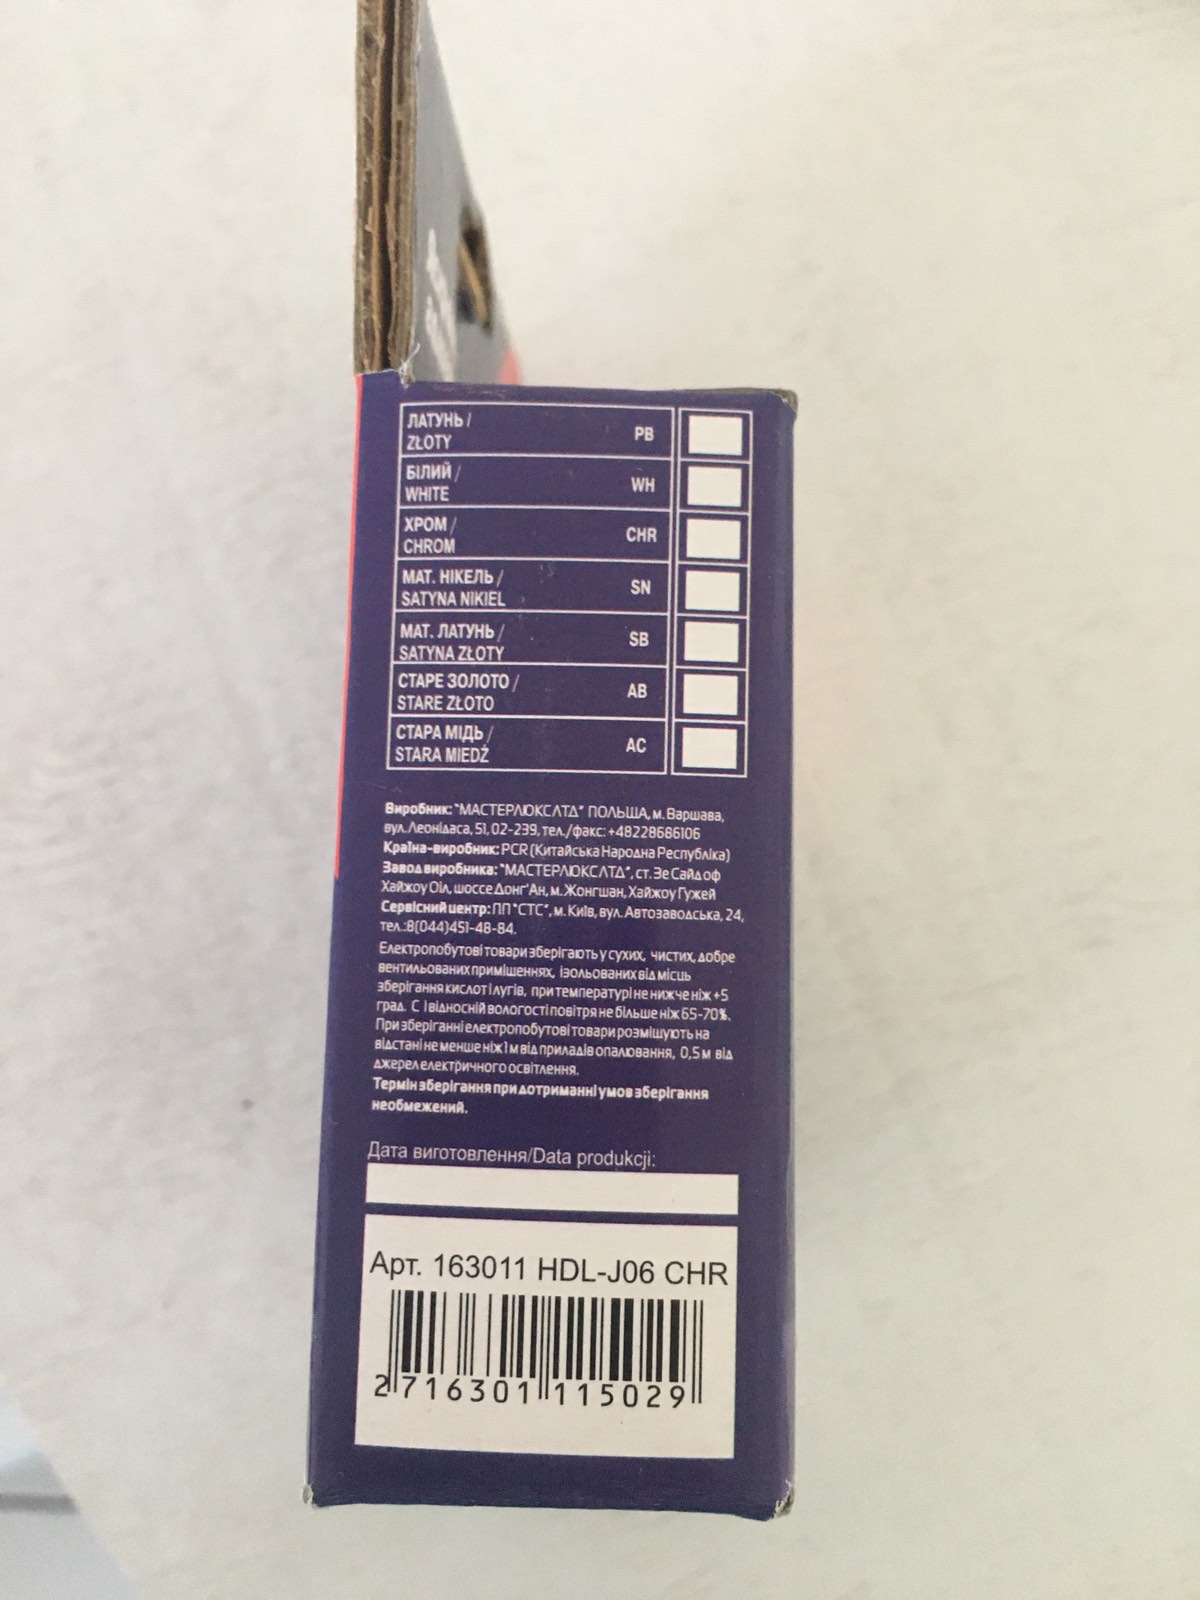 ЛАТУНЬ /
ZŁOTY PB
БІЛИЙ /
WHITE WH
ХРОМ /
CHROM CHR
МАТ. НІКЕЛЬ /
SATYNA NIKIEL SN
МАТ. ЛАТУНЬ /
SATYNA ZŁOTY SB
СТАРЕ ЗОЛОТО /
STARE ZŁOTO AB
СТАРА МІДЬ /
STARA MIEDŹ AC
Виробник: "МАСТЕРЛЮКС ЛТД" ПОЛЬША, м. Варшава,
вул. Леонідаса, 51, 02-239, тел./факс: +48228686106
Країна-виробник: PCR (Китайська Народна Республіка)
Завод виробника: "МАСТЕРЛЮКС ЛТД", ст. Зе Сайд оф
Хайжоу Оіл, шоссе Донг'Ан, м. Жонгшан, Хайжоу Гужей
Сервісний центр: ПП "СТС", м. Київ, вул. Автозаводська, 24,
тел.:8(044)451-48-84.
Електропобутові товари зберігають у сухих, чистих, добре
вентильованих приміщеннях, ізольованих від місць
зберігання кислот і лугів, при температурі не нижче ніж +5
град. С і відносній вологості повітря не більше ніж 65-70%.
При зберіганні електропобутові товари розміщують на
відстані не менше ніж 1 м від приладів опалювання, 0,5 м від
джерел електричного освітлення.
Термін зберігання при дотриманні умов зберігання
необмежений.
Дата виготовлення/Data produkcji:
Арт. 163011 HDL-J06 CHR
2 716301 115029